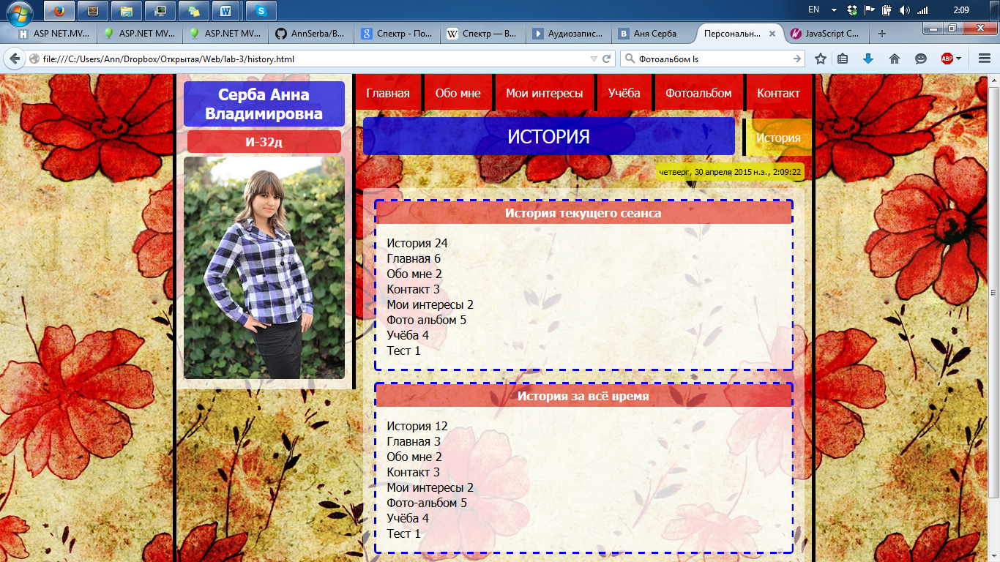 EN
2:09
ASP NET.MV...
ASP.NET MV...
ASP.NET MV...
AnnSerba/B...
Спектр - По...
Спектр — В...
Аудиозапис...
Аня Серба
Персональн...
JavaScript C...
file:///C:/Users/Ann/Dropbox/Открытая/Web/lab-3/history.html
Фотоальбом ls
ABP
Серба Анна
Владимировна
И-32д
Главная
Обо мне
Мои интересы
Учёба
Фотоальбом
Контакт
ИСТОРИЯ
История
четверг, 30 апреля 2015 н.э., 2:09:22
История текущего сеанса
История 24
Главная 6
Обо мне 2
Контакт 3
Мои интересы 2
Фото альбом 5
Учёба 4
Тест 1
История за всё время
История 12
Главная 3
Обо мне 2
Контакт 3
Мои интересы 2
Фото-альбом 5
Учёба 4
Тест 1